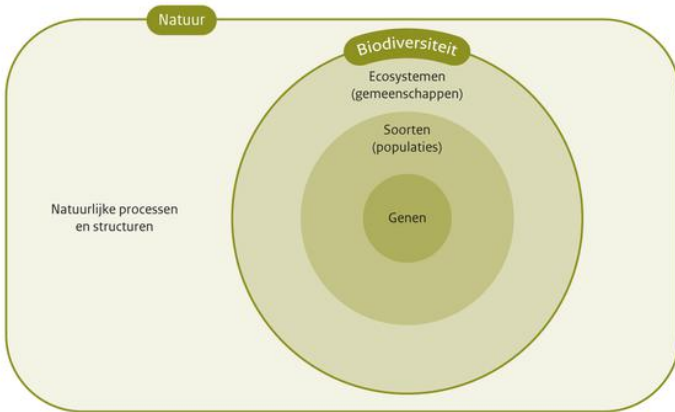 Natuur
Biodiversiteit
Ecosystemen
(gemeenschappen)
Soorten
(populaties)
Genen
Natuurlijke processen
en structuren